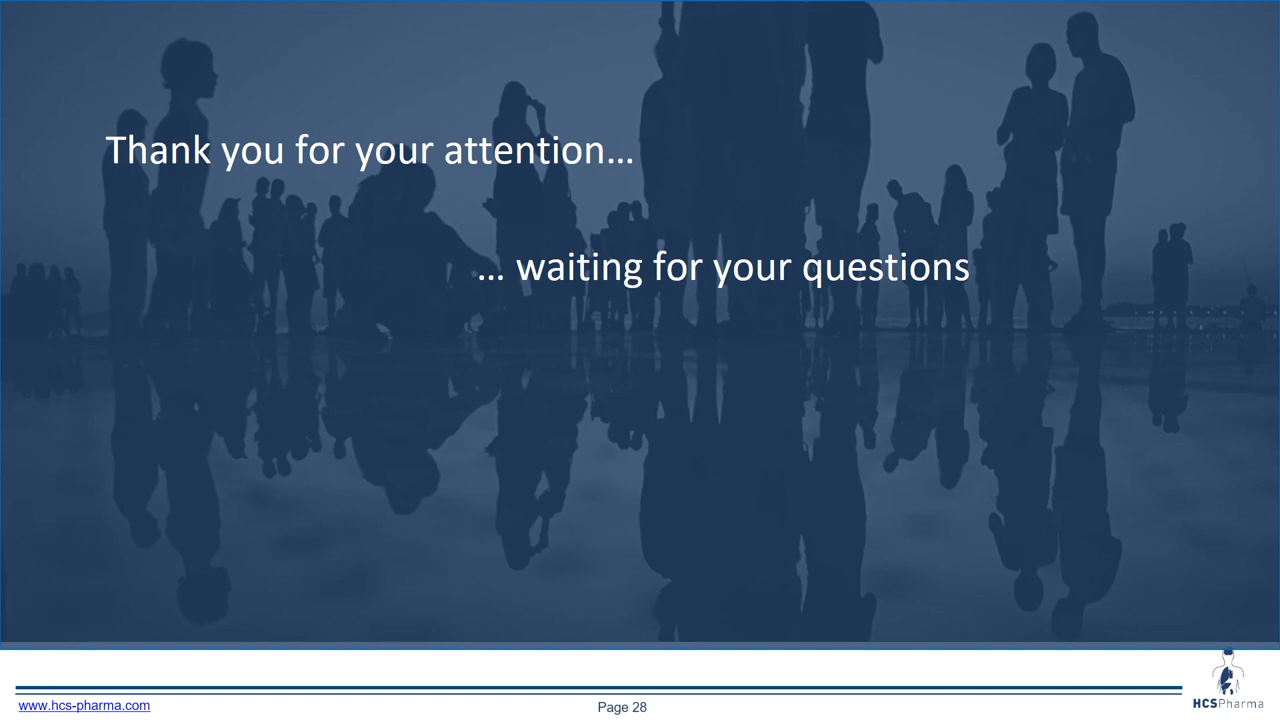 Thank you for your attention…
… waiting for your questions
www.hcs-pharma.com
Page 28
HCSPharma